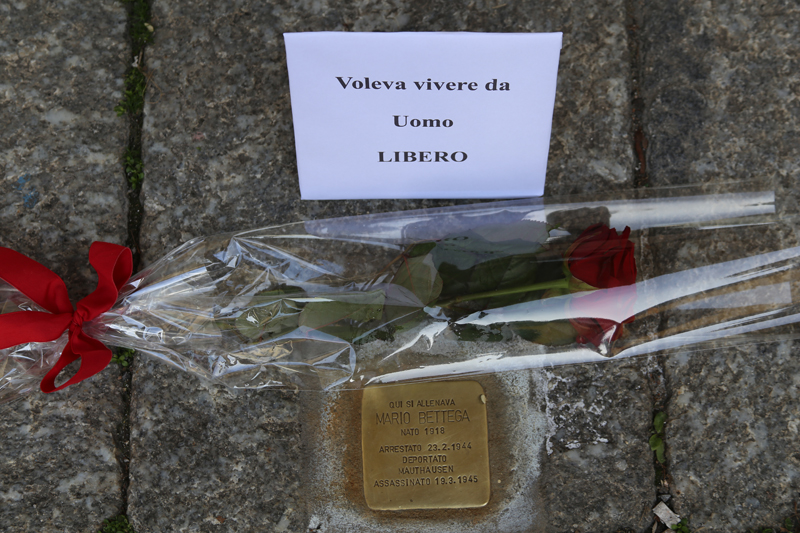 Voleva vivere da
Uomo
LIBERO
QUI SI ALLENAVA
MARIO BETTEGA
NATO 1918
ARRESTATO 23.2.1944
DEPORTATO
MAUTHAUSEN
ASSASSINATO 19.3.1945